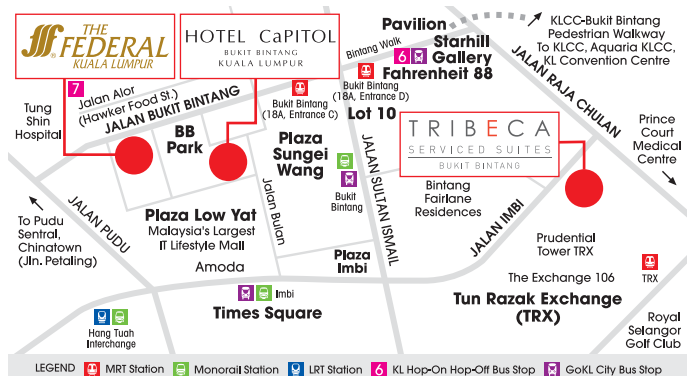 THE
FEDERAL
KUALA LUMPUR
HOTEL CaPITOL
BUKIT BINTANG
KUALA LUMPUR
Pavilion
Starhill
Gallery
6
Fahrenheit 88
Bintang Walk
KLCC-Bukit Bintang
Pedestrian Walkway
To KLCC, Aquaria KLCC,
KL Convention Centre
JALAN RAJA CHULAN
7
Jalan Alor
(Hawker Food St.)
JALAN BUKIT BINTANG
Tung
Shin
Hospital
Bukit Bintang
(18A, Entrance C)
Bukit Bintang
(18A, Entrance D)
Lot 10
BB
Park
Plaza
Sungei
Wang
TRIBECA
SERVICED SUITES
BUKIT BINTANG
Prince
Court
Medical
Centre
Bukit
Bintang
JALAN SULTAN ISMAIL
Bintang
Fairlane
Residences
JALAN IMBI
To Pudu
Sentral,
Chinatown
(Jln. Petaling)
JALAN PUDU
Plaza Low Yat
Malaysia's Largest
IT Lifestyle Mall
Jalan Bulan
Amoda
Plaza
Imbi
Prudential
Tower TRX
The Exchange 106
TRX
Tun Razak Exchange
(TRX)
Imbi
Times Square
Hang Tuah
Interchange
Royal
Selangor
Golf Club
LEGEND MRT Station Monorail Station LRT Station 6 KL Hop-On Hop-Off Bus Stop GoKL City Bus Stop